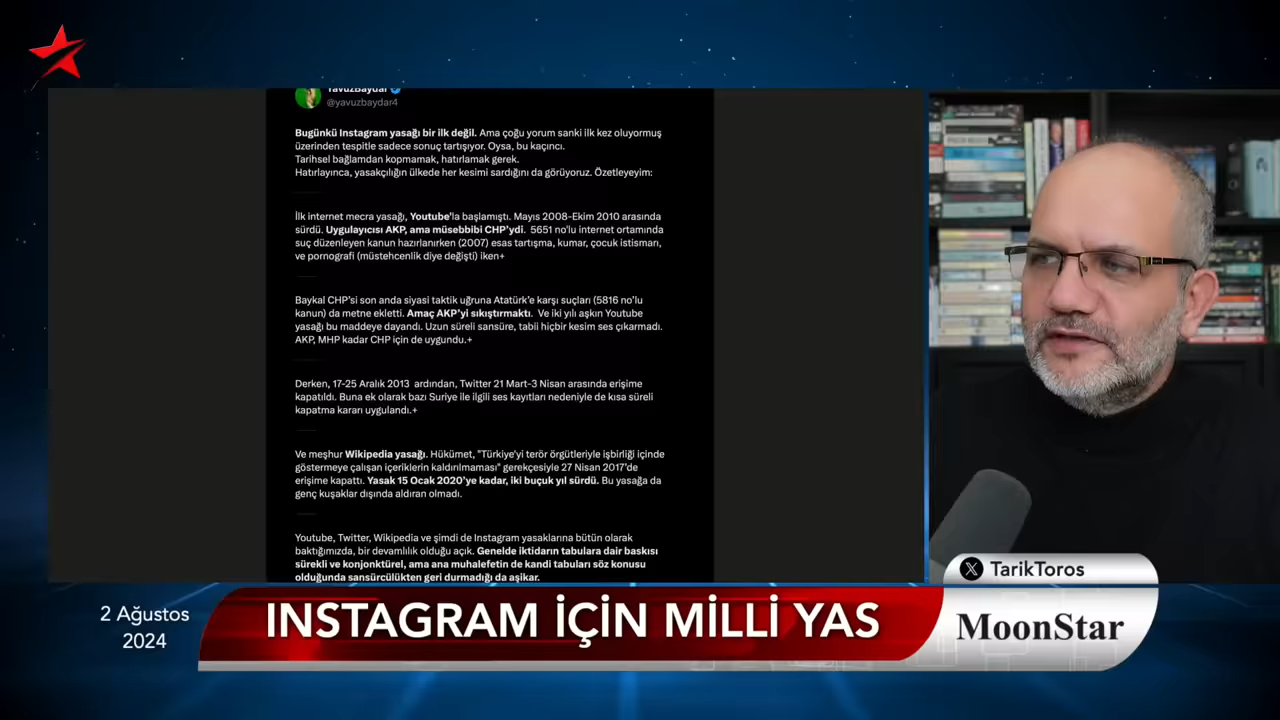 YavuzBaydar
@yavuzbaydar4
Bugünkü Instagram yasağı bir ilk değil. Ama çoğu yorum sanki ilk kez oluyormuş
üzerinden tespitle sadece sonuç tartışıyor. Oysa, bu kaçıncı.
Tarihsel bağlamdan kopmamak, hatırlamak gerek.
Hatırlayınca, yasakçılığın ülkede her kesimi sardığını da görüyoruz. Özetleyeyim:
İlk internet mecra yasağı, Youtube'la başlamıştı. Mayıs 2008-Ekim 2010 arasında
sürdü. Uygulayıcısı AKP, ama müsebbibi CHP'ydi. 5651 no'lu internet ortamında
suç düzenleyen kanun hazırlanırken (2007) esas tartışma, kumar, çocuk istismarı,
ve pornografi (müstehcenlik diye değişti) iken+
Baykal CHP'si son anda siyasi taktik uğruna Atatürk'e karşı suçları (5816 no'lu
kanun) da metne ekletti. Amaç AKP'yi sıkıştırmaktı. Ve iki yılı aşkın Youtube
yasağı bu maddeye dayandı. Uzun süreli sansüre, tabii hiçbir kesim ses çıkarmadı.
AKP, MHP kadar CHP için de uygundu.+
Derken, 17-25 Aralık 2013 ardından, Twitter 21 Mart-3 Nisan arasında erişime
kapatıldı. Buna ek olarak bazı Suriye ile ilgili ses kayıtları nedeniyle de kısa süreli
kapatma kararı uygulandı.+
Ve meşhur Wikipedia yasağı. Hükümet, "Türkiye'yi terör örgütleriyle işbirliği içinde
göstermeye çalışan içeriklerin kaldırılmaması" gerekçesiyle 27 Nisan 2017'de
erişime kapattı. Yasak 15 Ocak 2020'ye kadar, iki buçuk yıl sürdü. Bu yasağa da
genç kuşaklar dışında aldıran olmadı.
Youtube, Twitter, Wikipedia ve şimdi de Instagram yasaklarına bütün olarak
baktığımızda, bir devamlılık olduğu açık. Genelde iktidarın tabulara dair baskısı
sürekli ve konjonktürel, ama ana muhalefetin de kandi tabuları söz konusu
olduğunda sansürcülükten geri durmadığı da aşikar.
X TarikToros
2 Ağustos
2024
INSTAGRAM İÇİN MİLLİ YAS
MoonStar